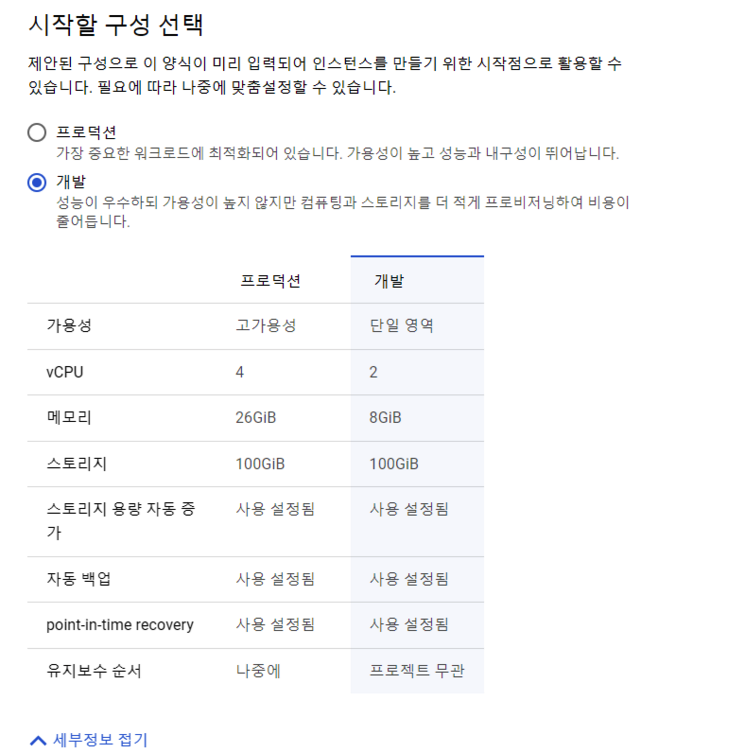 시작할 구성 선택
제안된 구성으로 이 양식이 미리 입력되어 인스턴스를 만들기 위한 시작점으로 활용할 수
있습니다. 필요에 따라 나중에 맞춤설정할 수 있습니다.
프로덕션
가장 중요한 워크로드에 최적화되어 있습니다. 가용성이 높고 성능과 내구성이 뛰어납니다.
개발
성능이 우수하되 가용성이 높지 않지만 컴퓨팅과 스토리지를 더 적게 프로비저닝하여 비용이
줄어듭니다.
프로덕션 개발
가용성 고가용성 단일 영역
vCPU 4 2
메모리 26GiB 8GiB
스토리지 100GiB 100GiB
스토리지 용량 자동 증 사용 설정됨 사용 설정됨
가
자동 백업 사용 설정됨 사용 설정됨
point-in-time recovery 사용 설정됨 사용 설정됨
유지보수 순서 나중에 프로젝트 무관
세부정보 접기